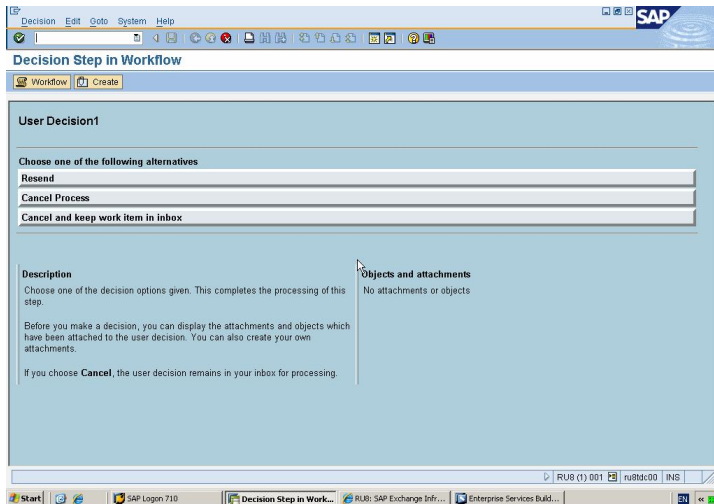 Decision Edit Goto System Help
SAP
Decision Step in Workflow
Workflow Create
User Decision1
Choose one of the following alternatives
Resend
Cancel Process
Cancel and keep work item in inbox
Description
Choose one of the decision options given. This completes the processing of this
step.
Before you make a decision, you can display the attachments and objects which
have been attached to the user decision. You can also create your own
attachments.
If you choose Cancel, the user decision remains in your inbox for processing.
Objects and attachments
No attachments or objects
RU8 (1) 001 ru8tdc00 INS
Start SAP Logon 710 Decision Step in Work... RU8: SAP Exchange Infr... Enterprise Services Build... EN